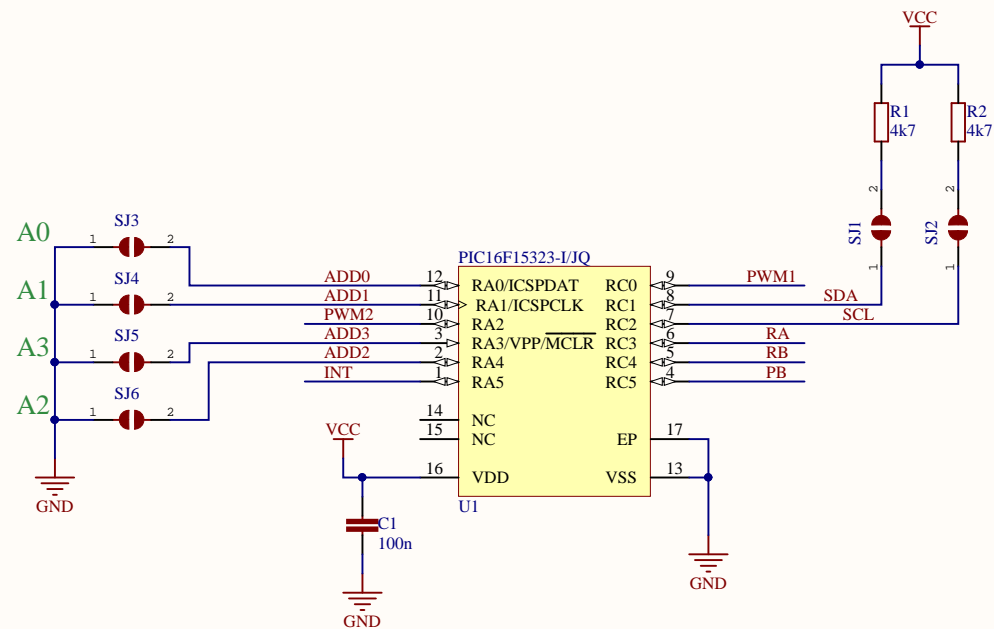 VCC
R1
4k7
R2
4k7
2
2
SJ1
SJ2
1
1
A0
SJ3
1
2
A1
SJ4
A3
SJ5
1
2
A2
SJ6
1
2
GND
PIC16F15323-I/JQ
ADD0
12
RA0/ICSPDAT
RC0
9
PWM1
ADD1
11
RA1/ICSPCLK
RC1
8
SDA
PWM2
10
RA2
RC2
7
SCL
ADD3
3
RA3/VPP/MCLR
RC3
6
RA
ADD2
2
RA4
RC4
5
RB
INT
1
RA5
RC5
4
PB
14
NC
15
NC
EP
17
VCC
16
VDD
VSS
13
U1
C1
100n
GND
GND